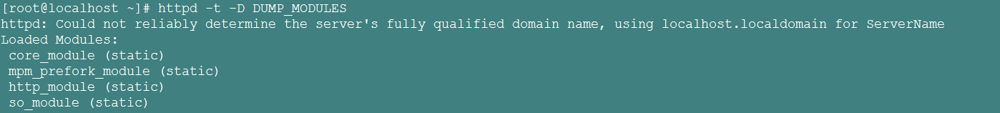 [root@localhost ~]# httpd -t -D DUMP_MODULES
httpd: Could not reliably determine the server's fully qualified domain name, using localhost.localdomain for ServerName
Loaded Modules:
 core_module (static)
 mpm_prefork_module (static)
 http_module (static)
 so_module (static)